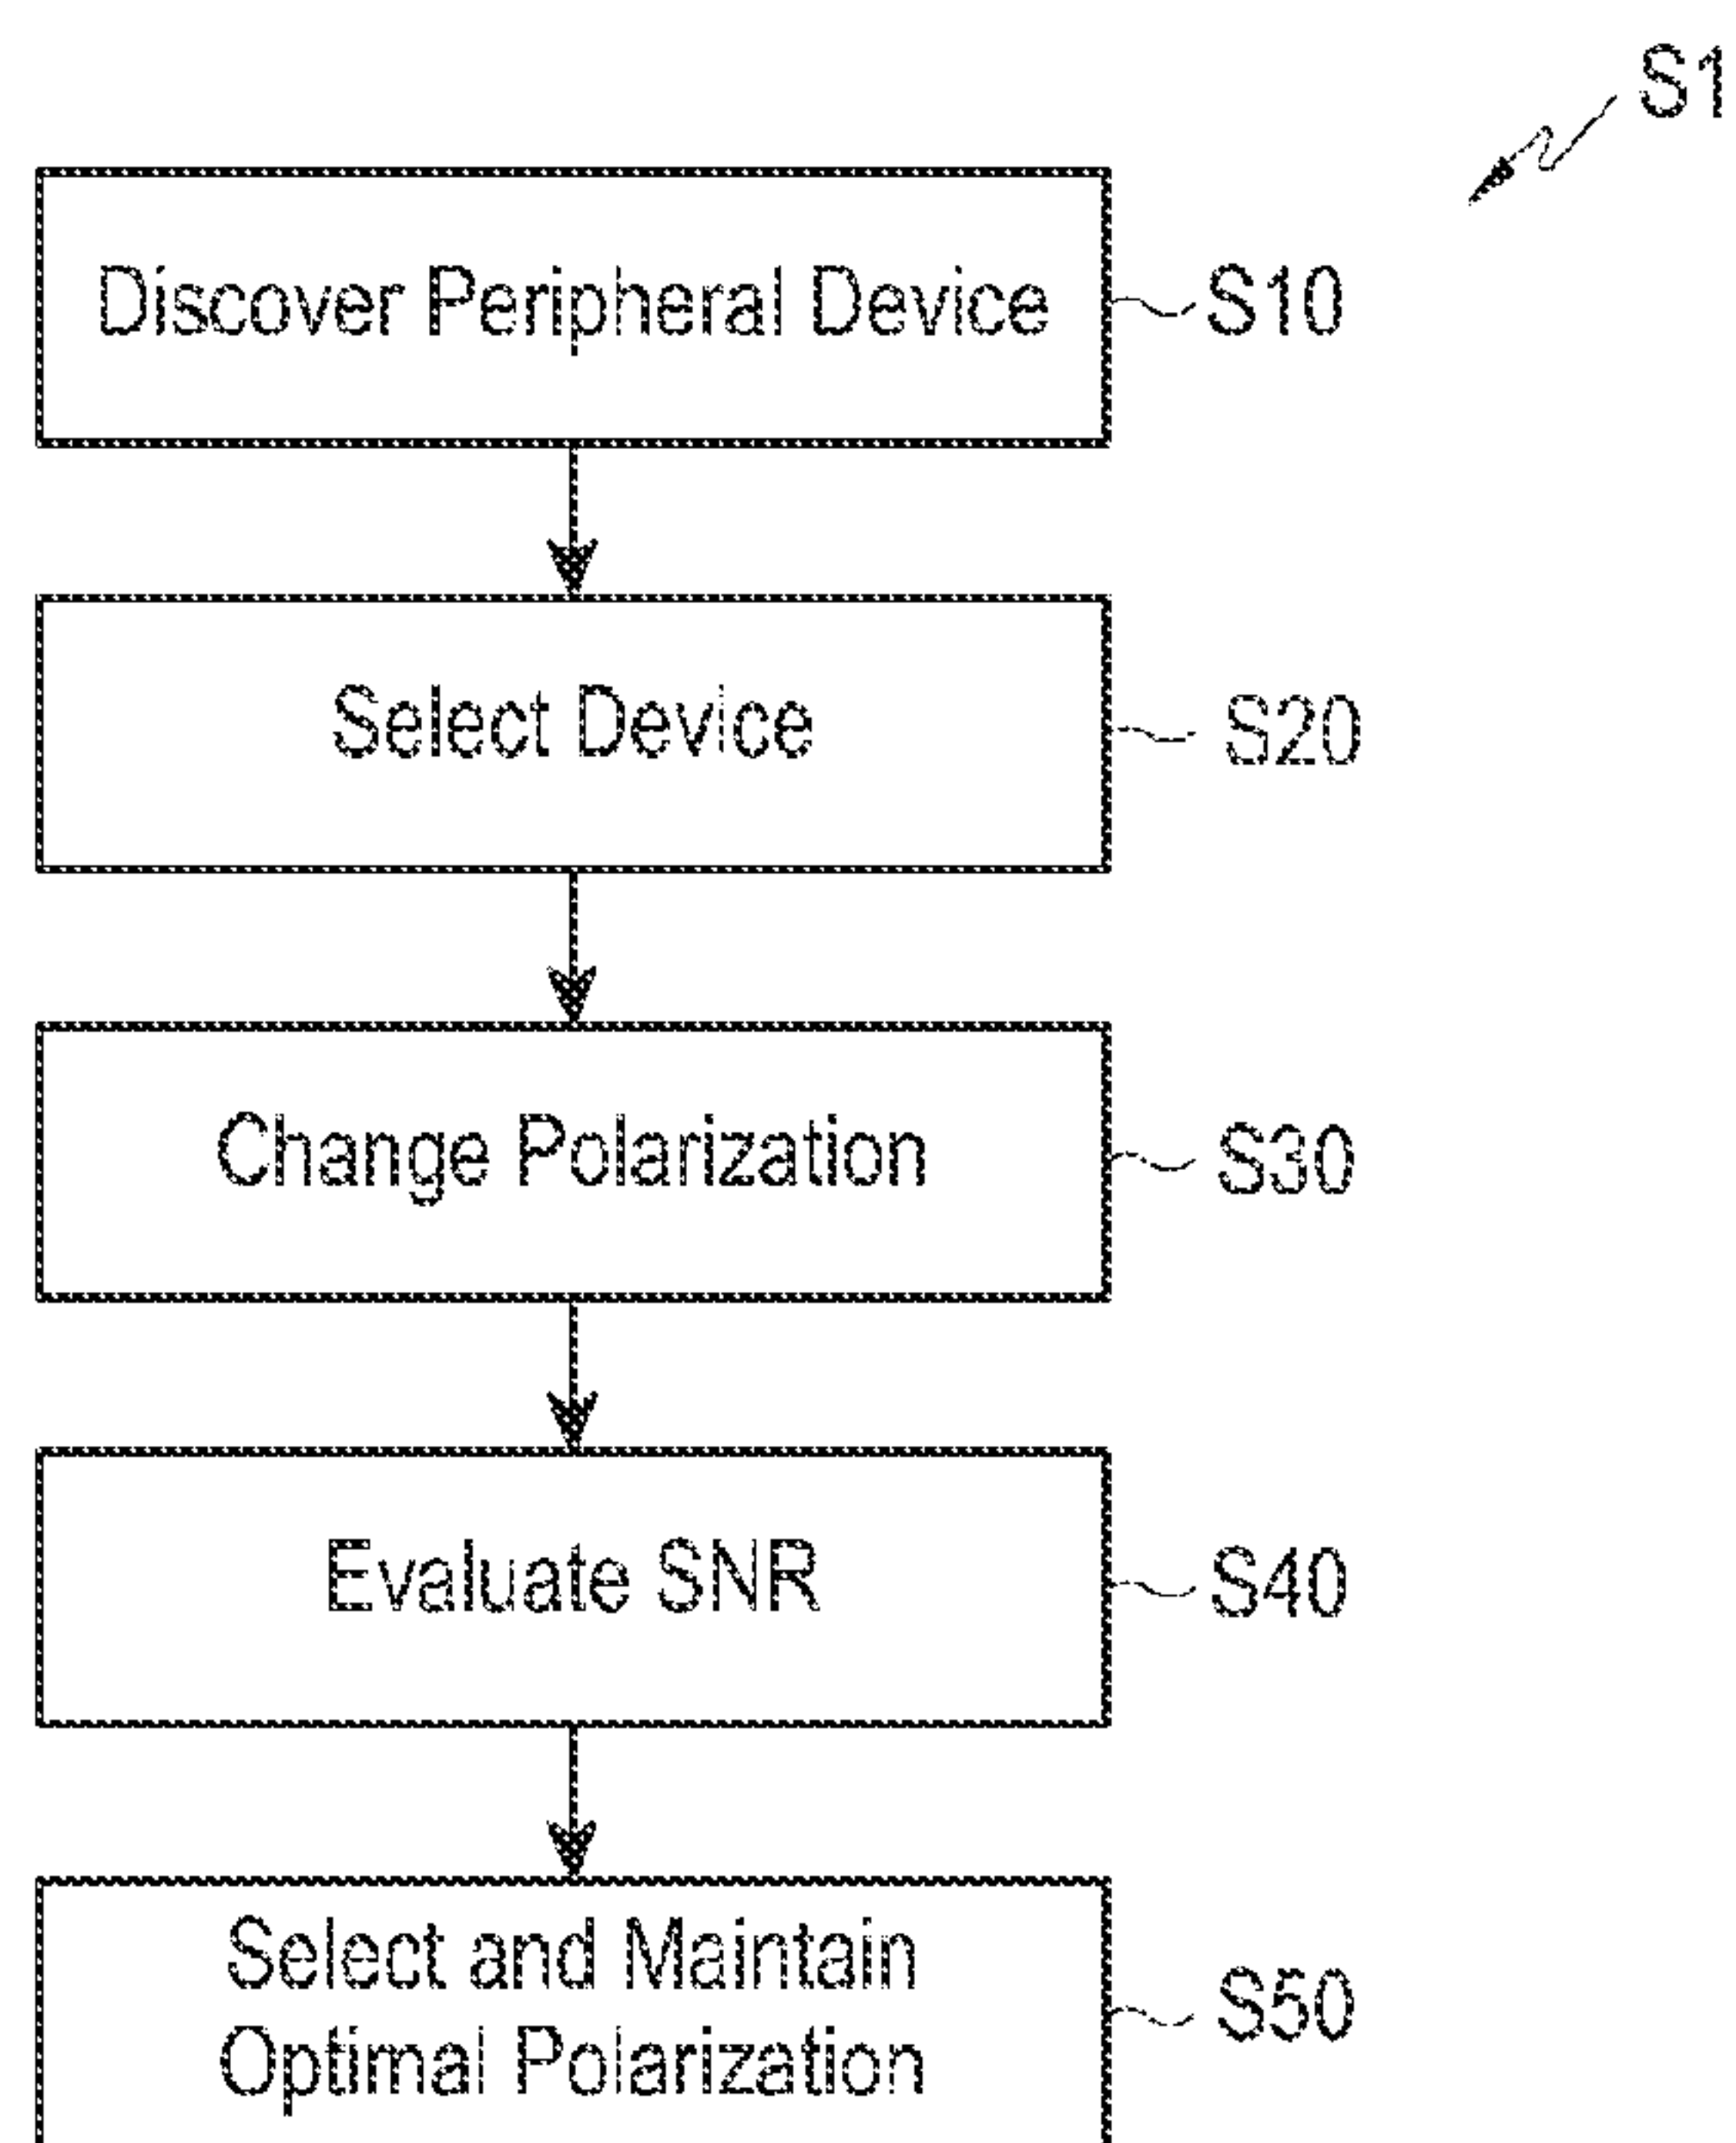 S1
Discover Peripheral Device
S10
Select Device
S20
Change Polarization
S30
Evaluate SNR
S40
Select and Maintain
Optimal Polarization
S50